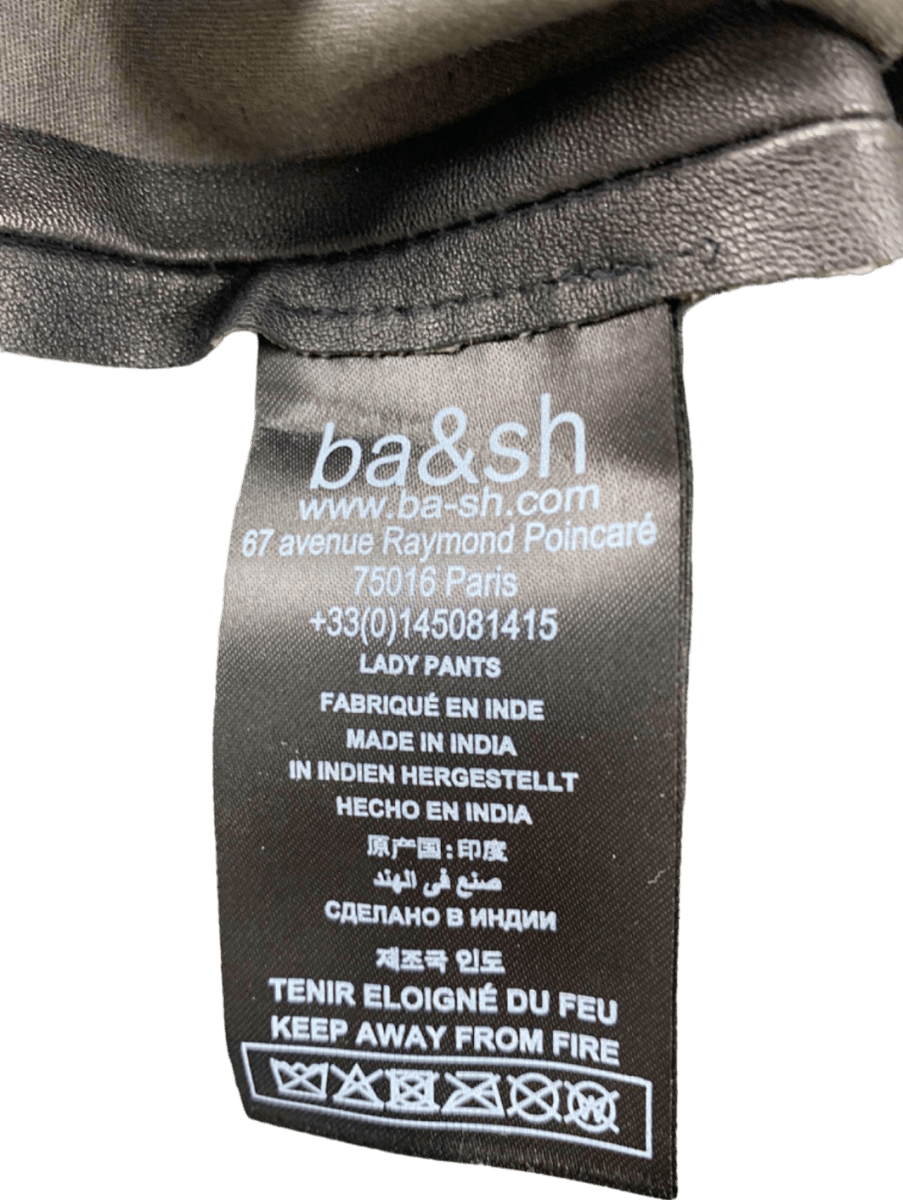 ba&sh
www.ba-sh.com
67 avenue Raymond Poincaré
75016 Paris
+33(0)145081415
LADY PANTS
FABRIQUÉ EN INDE
MADE IN INDIA
IN INDIEN HERGESTELLT
HECHO EN INDIA
原产国:印度
صنع في الهند
СДЕЛАНО В ИНДИИ
제조국 인도
TENIR ELOIGNÉ DU FEU
KEEP AWAY FROM FIRE
W